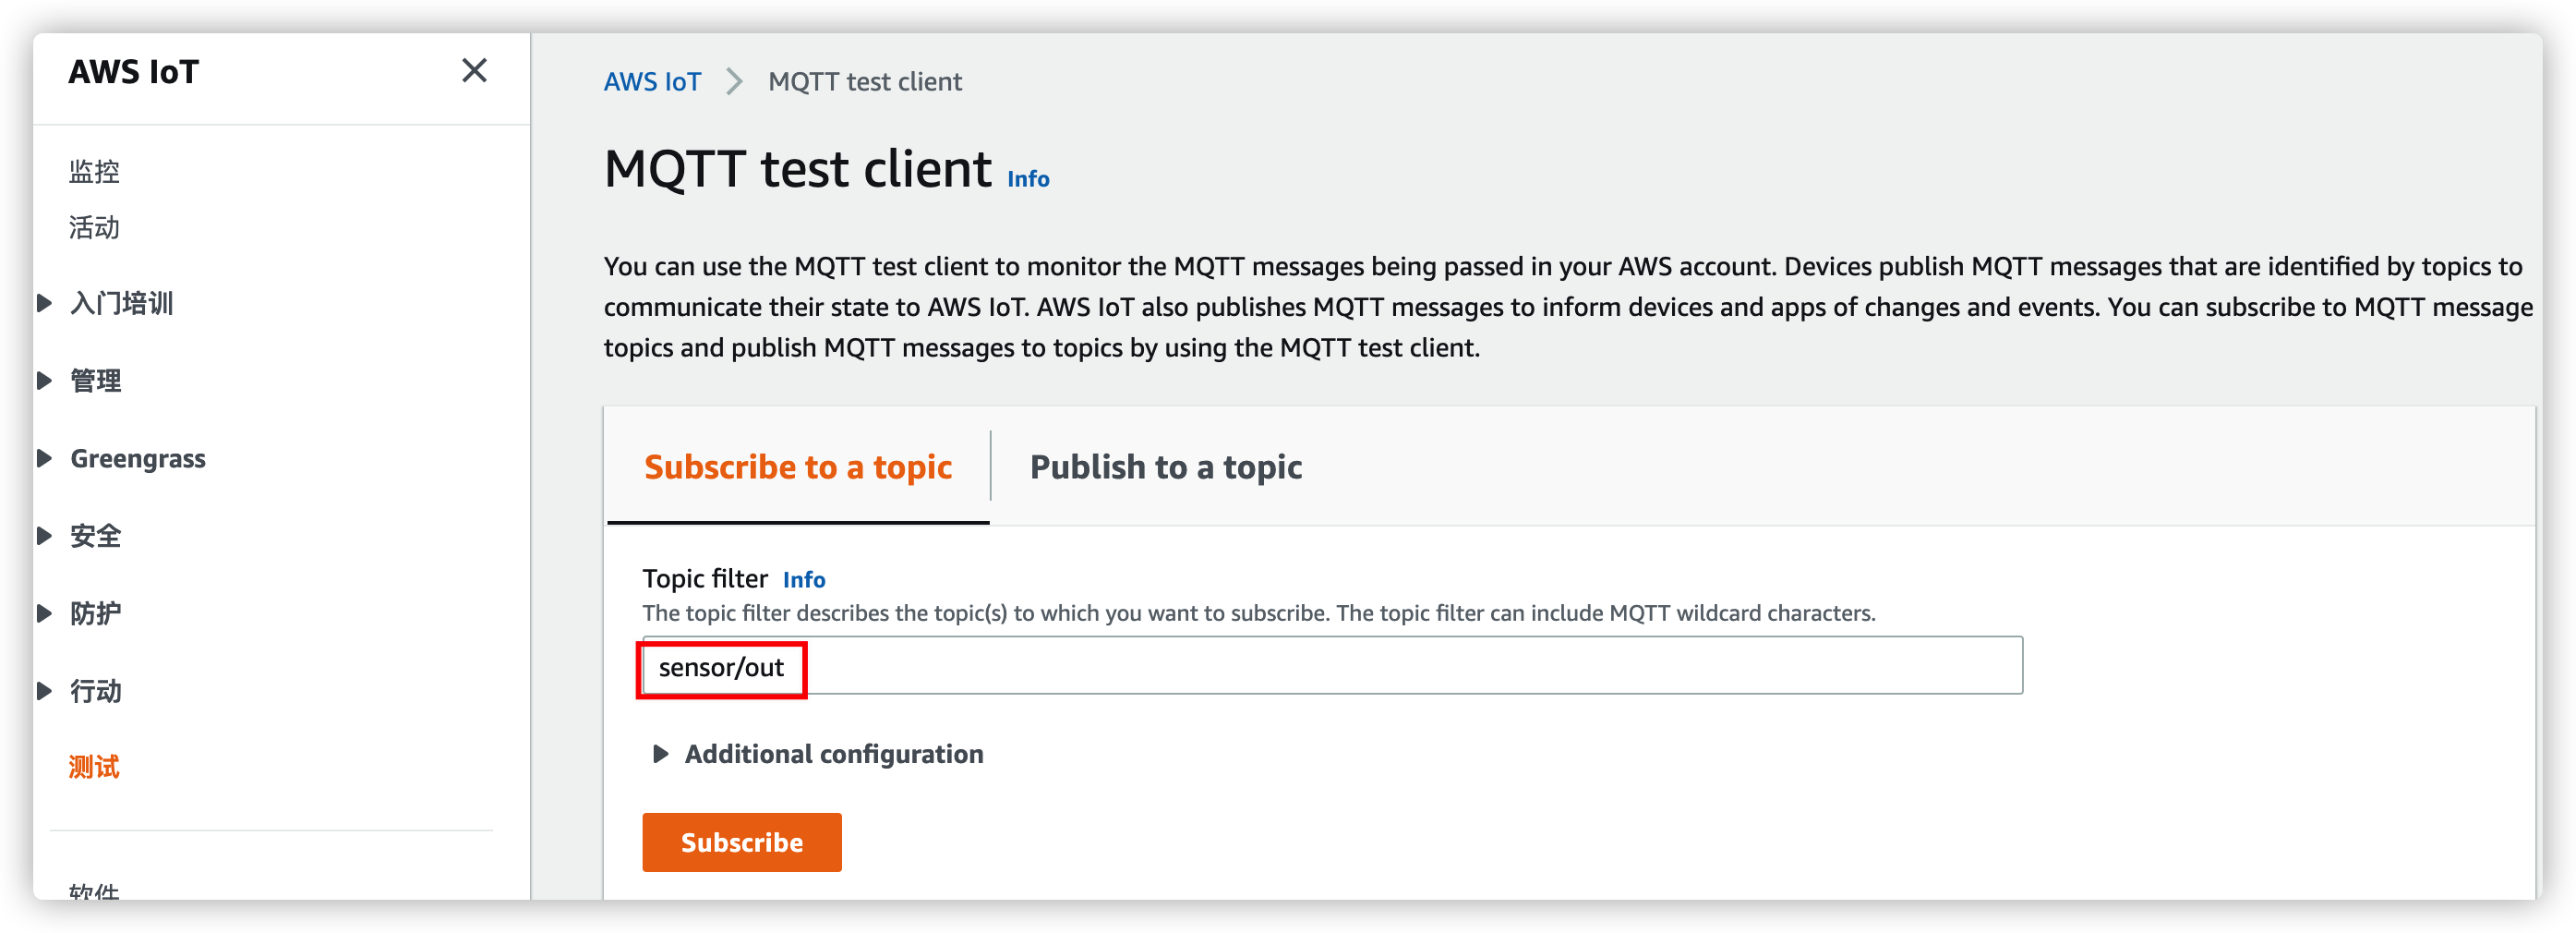 AWS IoT
监控
活动
入门培训
管理
Greengrass
安全
防护
行动
测试
软件
AWS IoT > MQTT test client
MQTT test client Info
You can use the MQTT test client to monitor the MQTT messages being passed in your AWS account. Devices publish MQTT messages that are identified by topics to
communicate their state to AWS IoT. AWS IoT also publishes MQTT messages to inform devices and apps of changes and events. You can subscribe to MQTT message
topics and publish MQTT messages to topics by using the MQTT test client.
Subscribe to a topic
Publish to a topic
Topic filter Info
The topic filter describes the topic(s) to which you want to subscribe. The topic filter can include MQTT wildcard characters.
sensor/out
Additional configuration
Subscribe